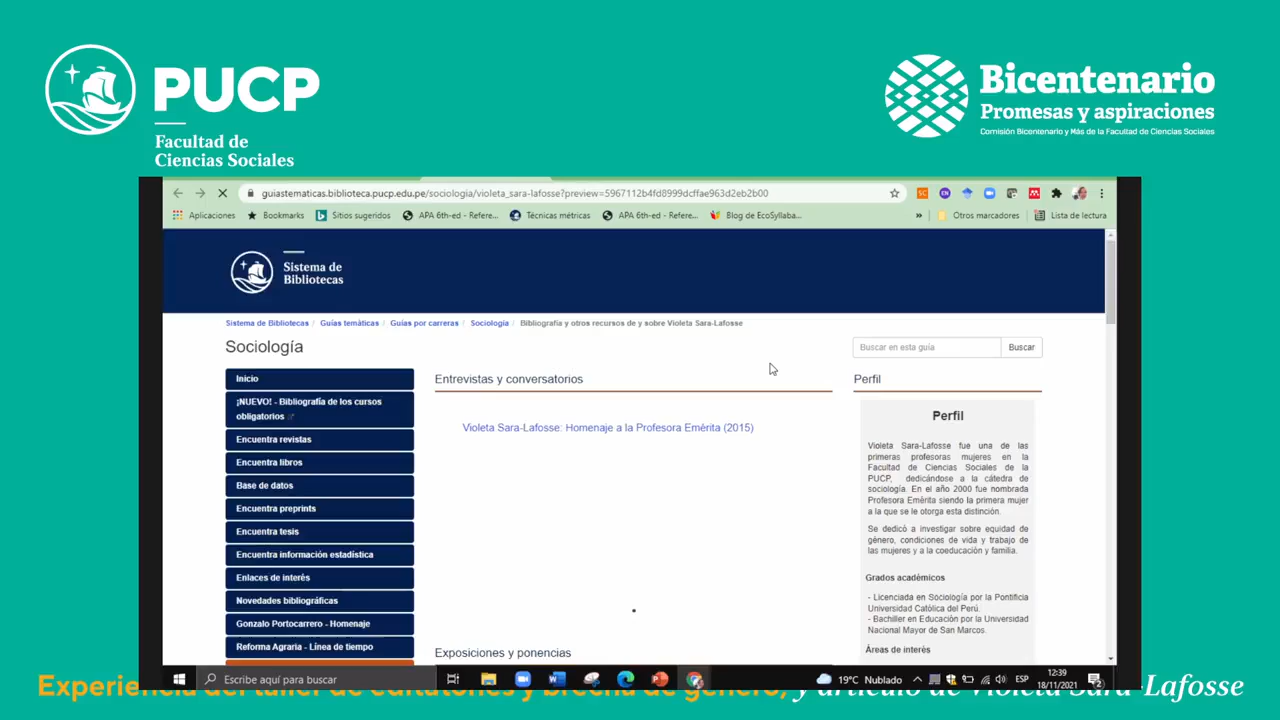 PUCP
Facultad de
Ciencias Sociales
Bicentenario
Promesas y aspiraciones
Comisión Bicentenario y Más de la Facultad de Ciencias Sociales
guiastematicas.biblioteca.pucp.edu.pe/sociologia/violeta_sara-lafosse?preview=5967112b4fd8999dcffae963d2eb2b00
Aplicaciones
Bookmarks
Sitios sugeridos
APA 6th-ed - Refere...
Técnicas métricas
APA 6th-ed - Refere...
Blog de EcoSyllaba...
»
Otros marcadores
Lista de lectura
Sistema de
Bibliotecas
Sistema de Bibliotecas / Guías temáticas / Guías por carreras / Sociología / Bibliografía y otros recursos de y sobre Violeta Sara-Lafosse
Sociología
Buscar en esta guía
Buscar
Inicio
¡NUEVO! - Bibliografía de los cursos
obligatorios
Encuentra revistas
Encuentra libros
Base de datos
Encuentra preprints
Encuentra tesis
Encuentra información estadística
Enlaces de interés
Novedades bibliográficas
Gonzalo Portocarrero - Homenaje
Reforma Agraria - Línea de tiempo
Entrevistas y conversatorios
Violeta Sara-Lafosse: Homenaje a la Profesora Emérita (2015)
Exposiciones y ponencias
Perfil
Perfil
Violeta Sara-Lafosse fue una de las
primeras profesoras mujeres en la
Facultad de Ciencias Sociales de la
PUCP, dedicándose a la cátedra de
sociología. En el año 2000 fue nombrada
Profesora Emérita siendo la primera mujer
a la que se le otorga esta distinción.
Se dedicó a investigar sobre equidad de
género, condiciones de vida y trabajo de
las mujeres y a la coeducación y familia.
Grados académicos
- Licenciada en Sociología por la Pontificia
Universidad Católica del Perú.
- Bachiller en Educación por la Universidad
Nacional Mayor de San Marcos.
Áreas de interés
Escribe aquí para buscar
19°C Nublado
ESP
12:39
18/11/2021
2
Experiencia del taller de cuidadores y brecha de género, y artículo de Violeta Sara-Lafosse